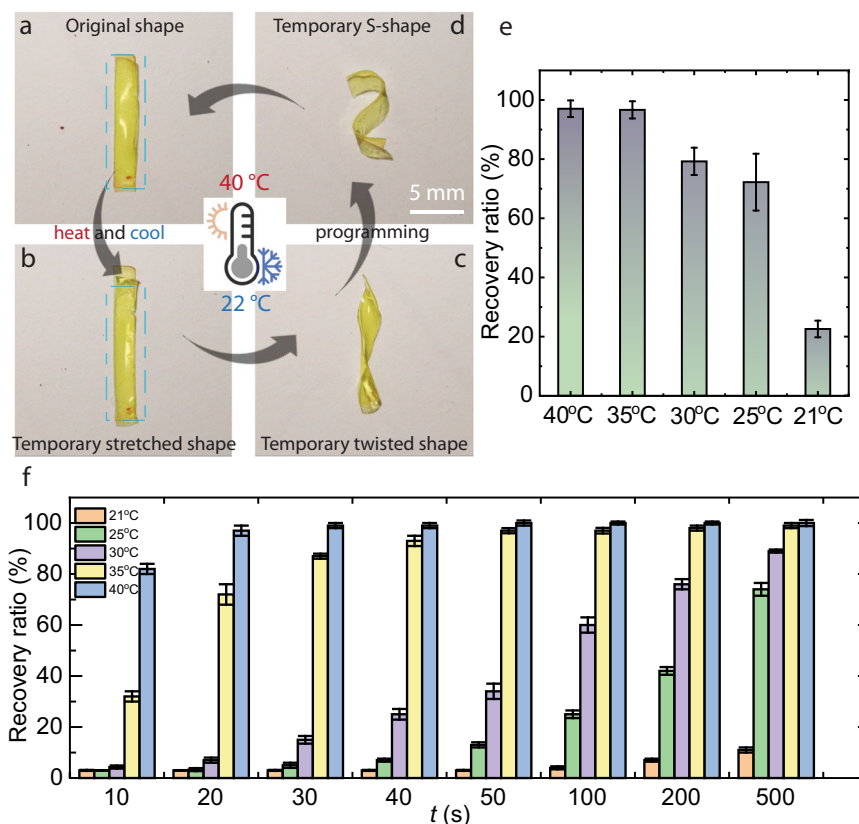 a
Original shape
Temporary S-shape
d
40 °C
5 mm
heat and cool
programming
b
c
22 °C
Temporary stretched shape
Temporary twisted shape
e
Recovery ratio (%)
100
80
60
40
20
0
40°C
35°C
30°C
25°C
21°C
f
Recovery ratio (%)
100
80
60
40
20
0
21°C
25°C
30°C
35°C
40°C
10
20
30
40
50
100
200
500
t (s)